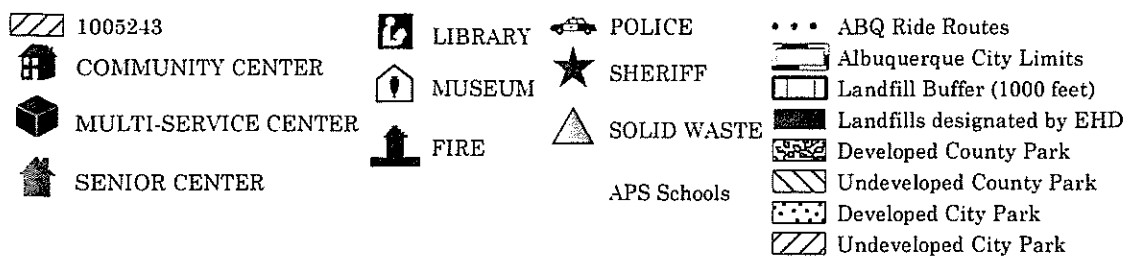 1005243
COMMUNITY CENTER
MULTI-SERVICE CENTER
SENIOR CENTER
LIBRARY
MUSEUM
FIRE
POLICE
SHERIFF
SOLID WASTE
APS Schools
ABQ Ride Routes
Albuquerque City Limits
Landfill Buffer (1000 feet)
Landfills designated by EHD
Developed County Park
Undeveloped County Park
Developed City Park
Undeveloped City Park